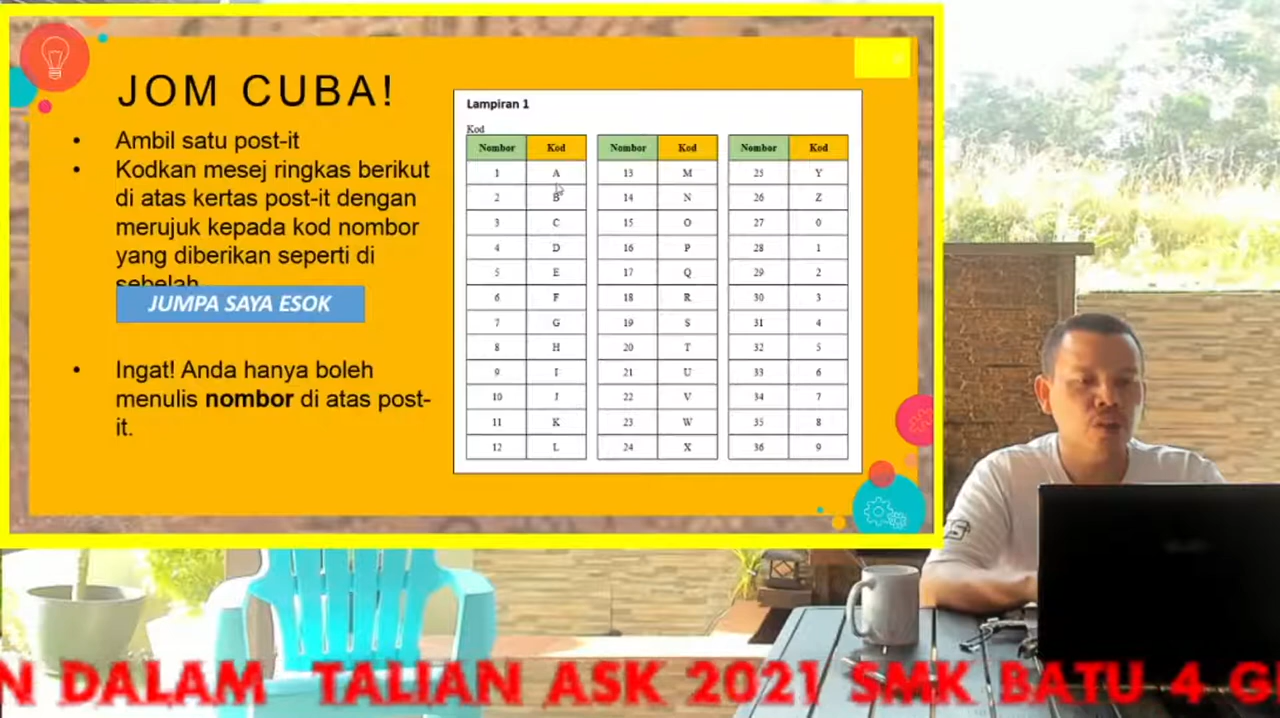 JOM CUBA!
• Ambil satu post-it
• Kodkan mesej ringkas berikut
di atas kertas post-it dengan
merujuk kepada kod nombor
yang diberikan seperti di
sebelah
JUMPA SAYA ESOK
• Ingat! Anda hanya boleh
menulis nombor di atas post-
it.
Lampiran 1
Kod
Nombor Kod Nombor Kod Nombor Kod
1 A 13 M 25 Y
2 B 14 N 26 Z
3 C 15 O 27 0
4 D 16 P 28 1
5 E 17 Q 29 2
6 F 18 R 30 3
7 G 19 S 31 4
8 H 20 T 32 5
9 I 21 U 33 6
10 J 22 V 34 7
11 K 23 W 35 8
12 L 24 X 36 9
N DALAM TALIAN ASK 2021 SMK BATU 4 G